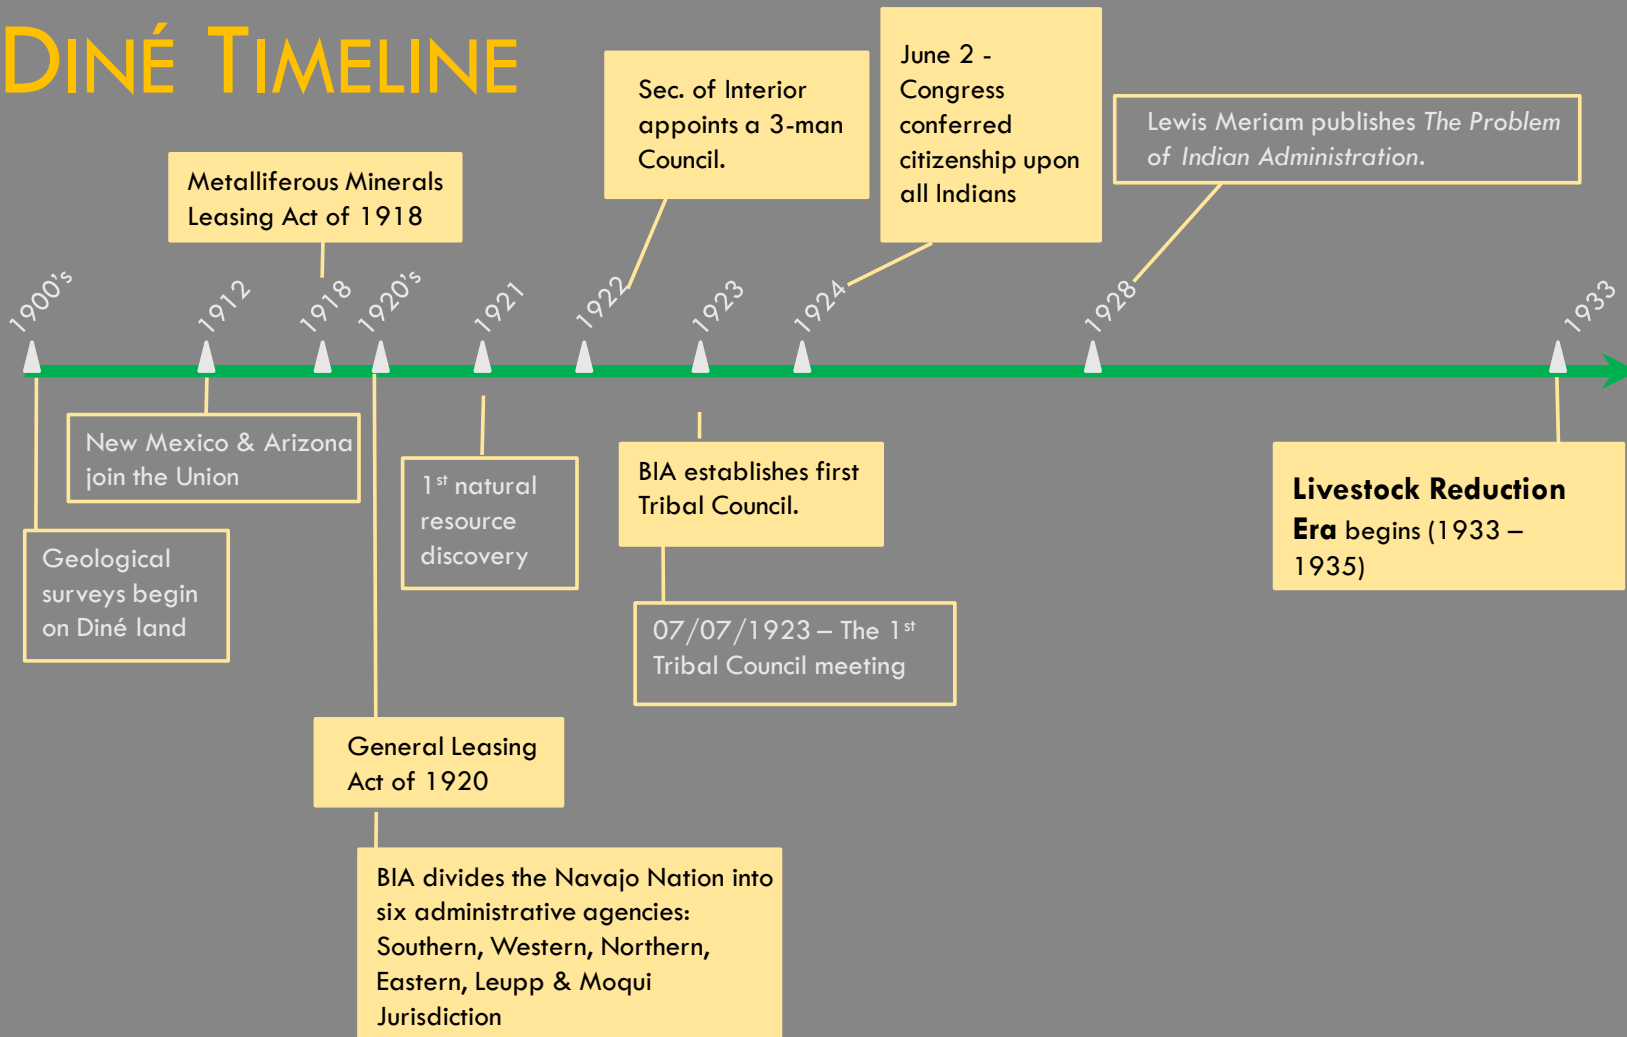 DINÉ TIMELINE
Sec. of Interior
appoints a 3-man
Council.
June 2 -
Congress
conferred
citizenship upon
all Indians
Lewis Meriam publishes The Problem
of Indian Administration.
Metalliferous Minerals
Leasing Act of 1918
1900's
1912
1918
1920's
1921
1922
1923
1924
1928
1933
New Mexico & Arizona
join the Union
Geological
surveys begin
on Diné land
1st natural
resource
discovery
BIA establishes first
Tribal Council.
07/07/1923 – The 1st
Tribal Council meeting
Livestock Reduction
Era begins (1933 –
1935)
General Leasing
Act of 1920
BIA divides the Navajo Nation into
six administrative agencies:
Southern, Western, Northern,
Eastern, Leupp & Moqui
Jurisdiction